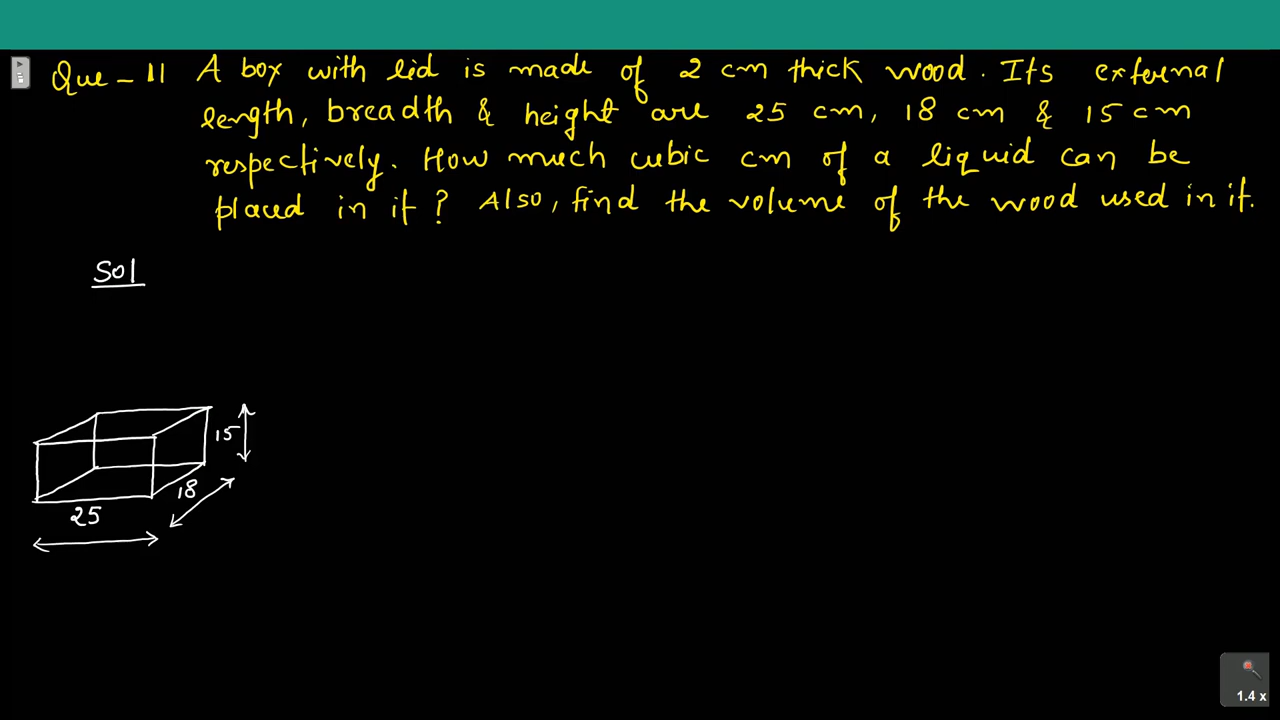 Que - 11 A box with lid is made of 2 cm thick wood. Its external
length, breadth & height are 25 cm, 18 cm & 15 cm
respectively. How much cubic cm of a liquid can be
placed in it ? Also, find the volume of the wood used in it.
Sol
15
18
25
1.4 x